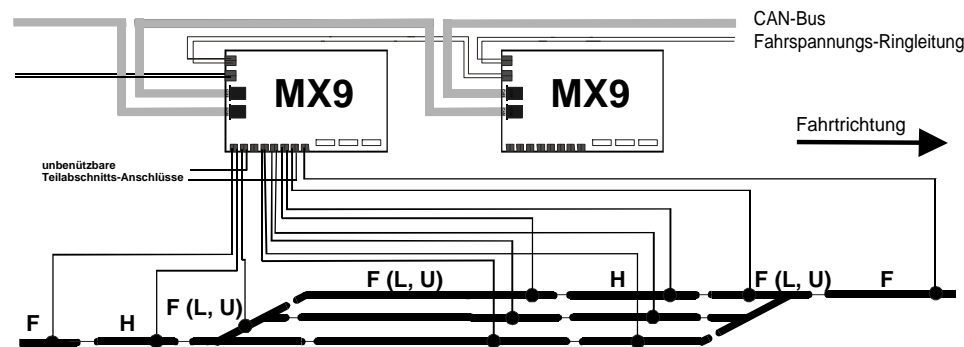 CAN-Bus
Fahrspannungs-Ringleitung
MX9
MX9
Fahrtrichtung
unbenützbare
Teilabschnitts-Anschlüsse
F (L, U)
H
F (L, U)
F
F
H
F (L, U)